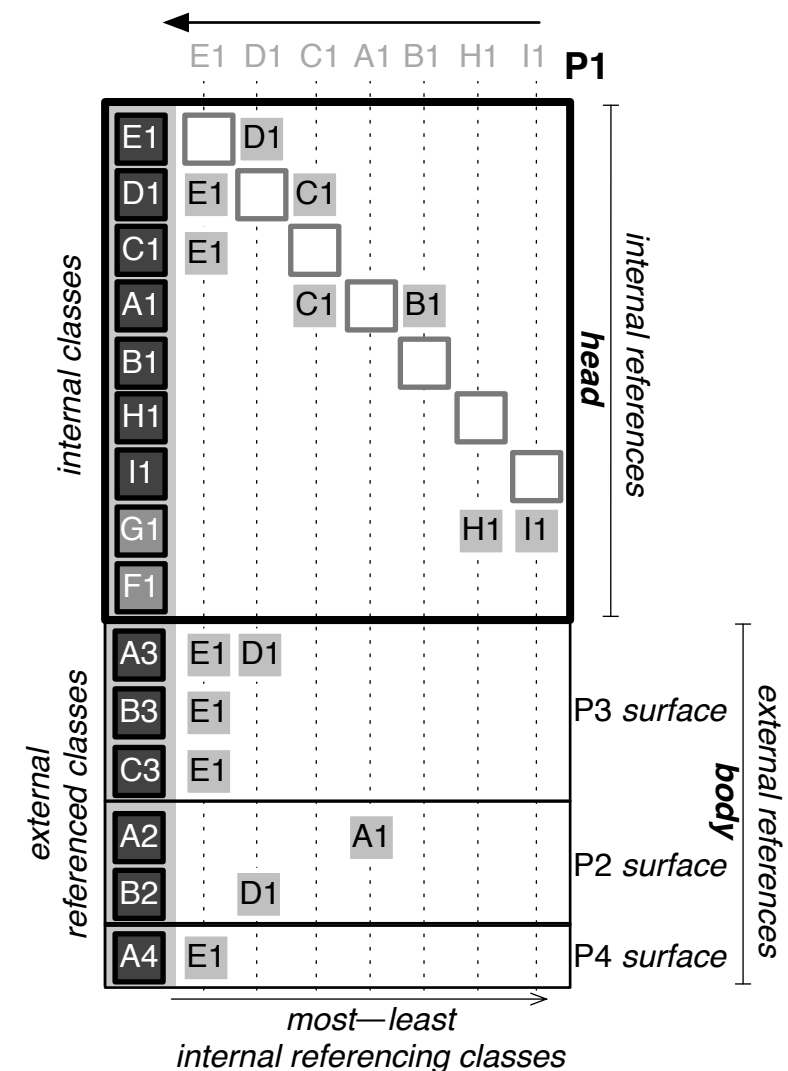 E1 D1 C1 A1 B1 H1 I1 P1
E1 D1
D1 E1 C1
C1 E1
A1 C1 B1
B1
H1
I1
G1 H1 I1
F1
internal classes
head
internal references
A3 E1 D1
B3 E1
C3 E1
P3 surface
A2 A1
B2 D1
P2 surface
A4 E1
P4 surface
external
referenced classes
body
external references
most—least
internal referencing classes